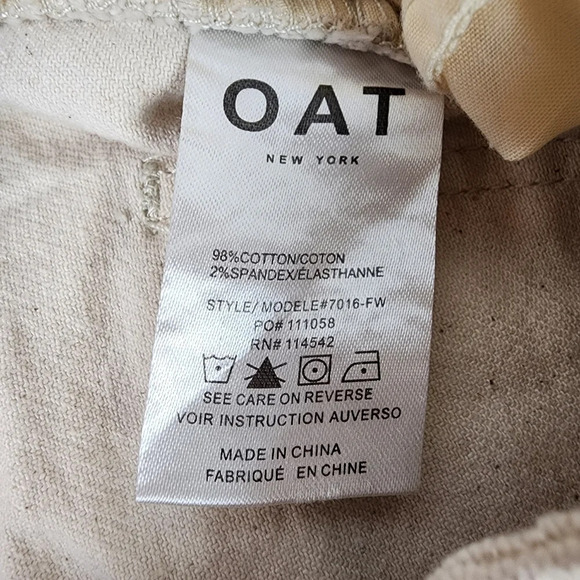 OAT
NEW YORK
98%COTTON/COTON
2%SPANDEX/ÉLASTHANNE
STYLE/ MODELE#7016-FW
PO# 111058
RN# 114542
SEE CARE ON REVERSE
VOIR INSTRUCTION AUVERSO
MADE IN CHINA
FABRIQUÉ EN CHINE